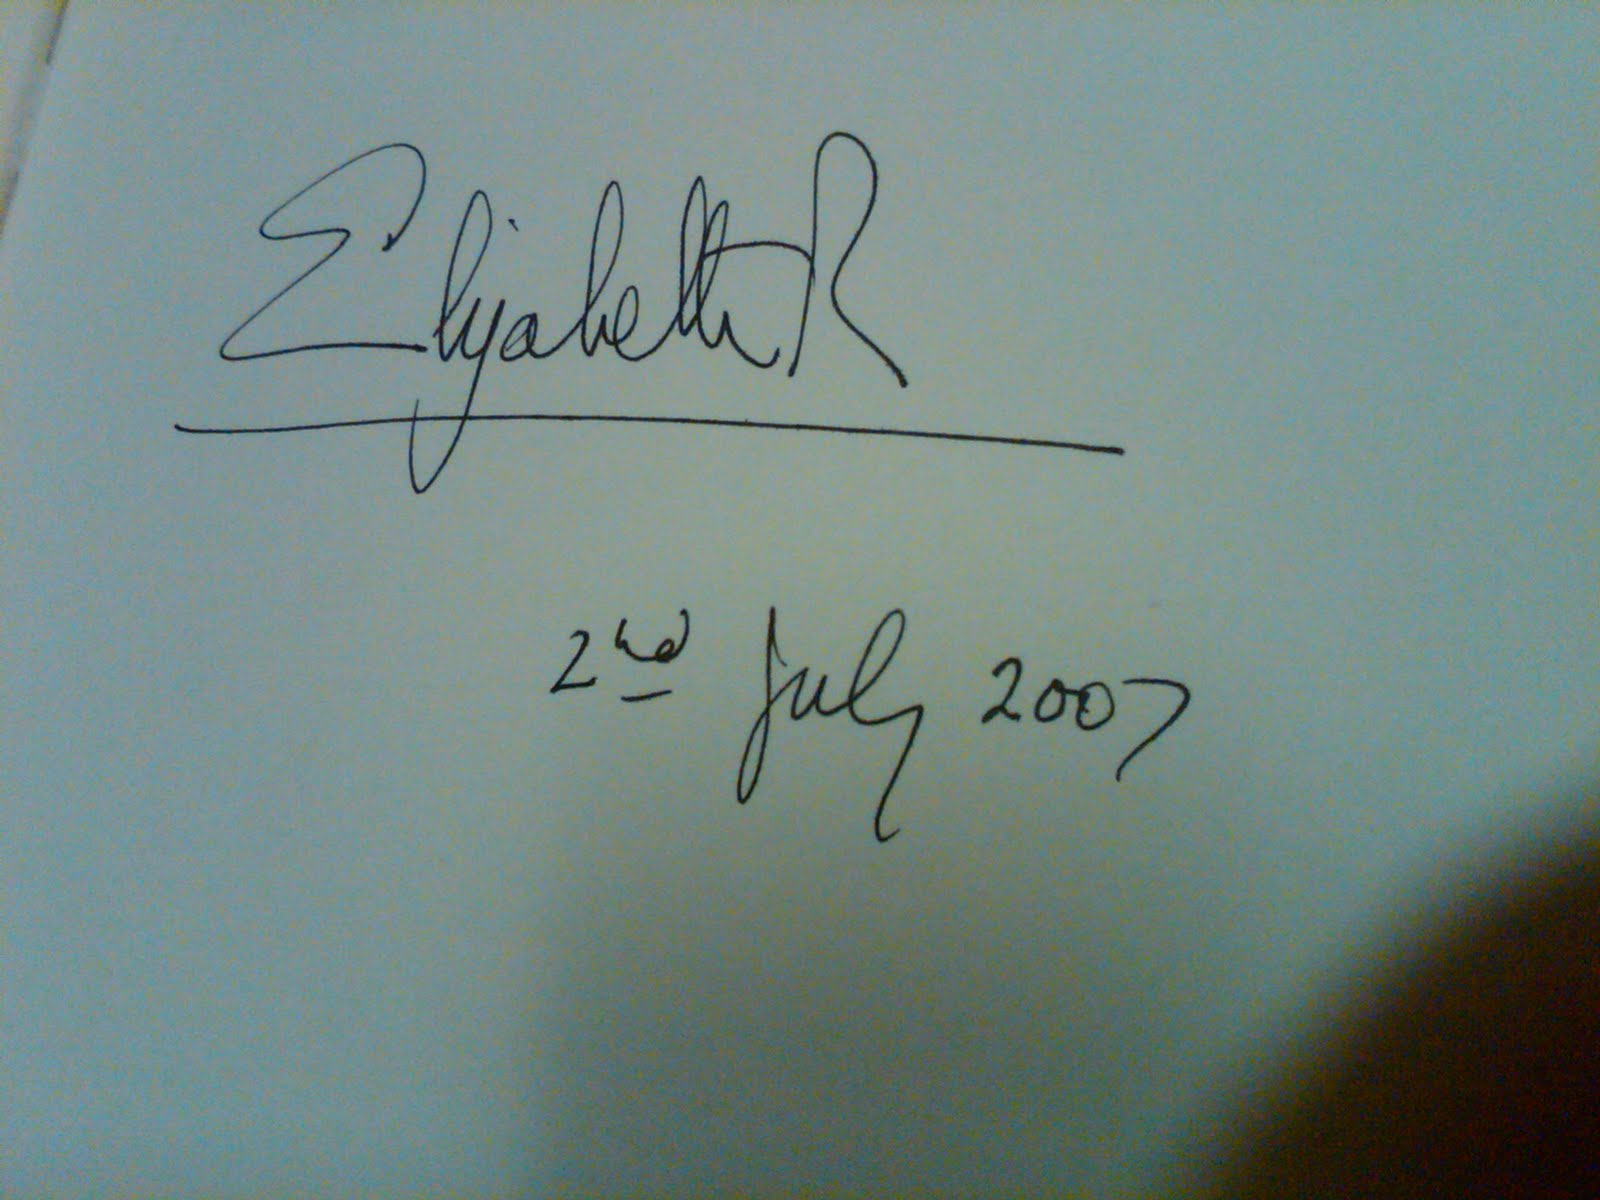 Elizabeth R
2nd July 2007